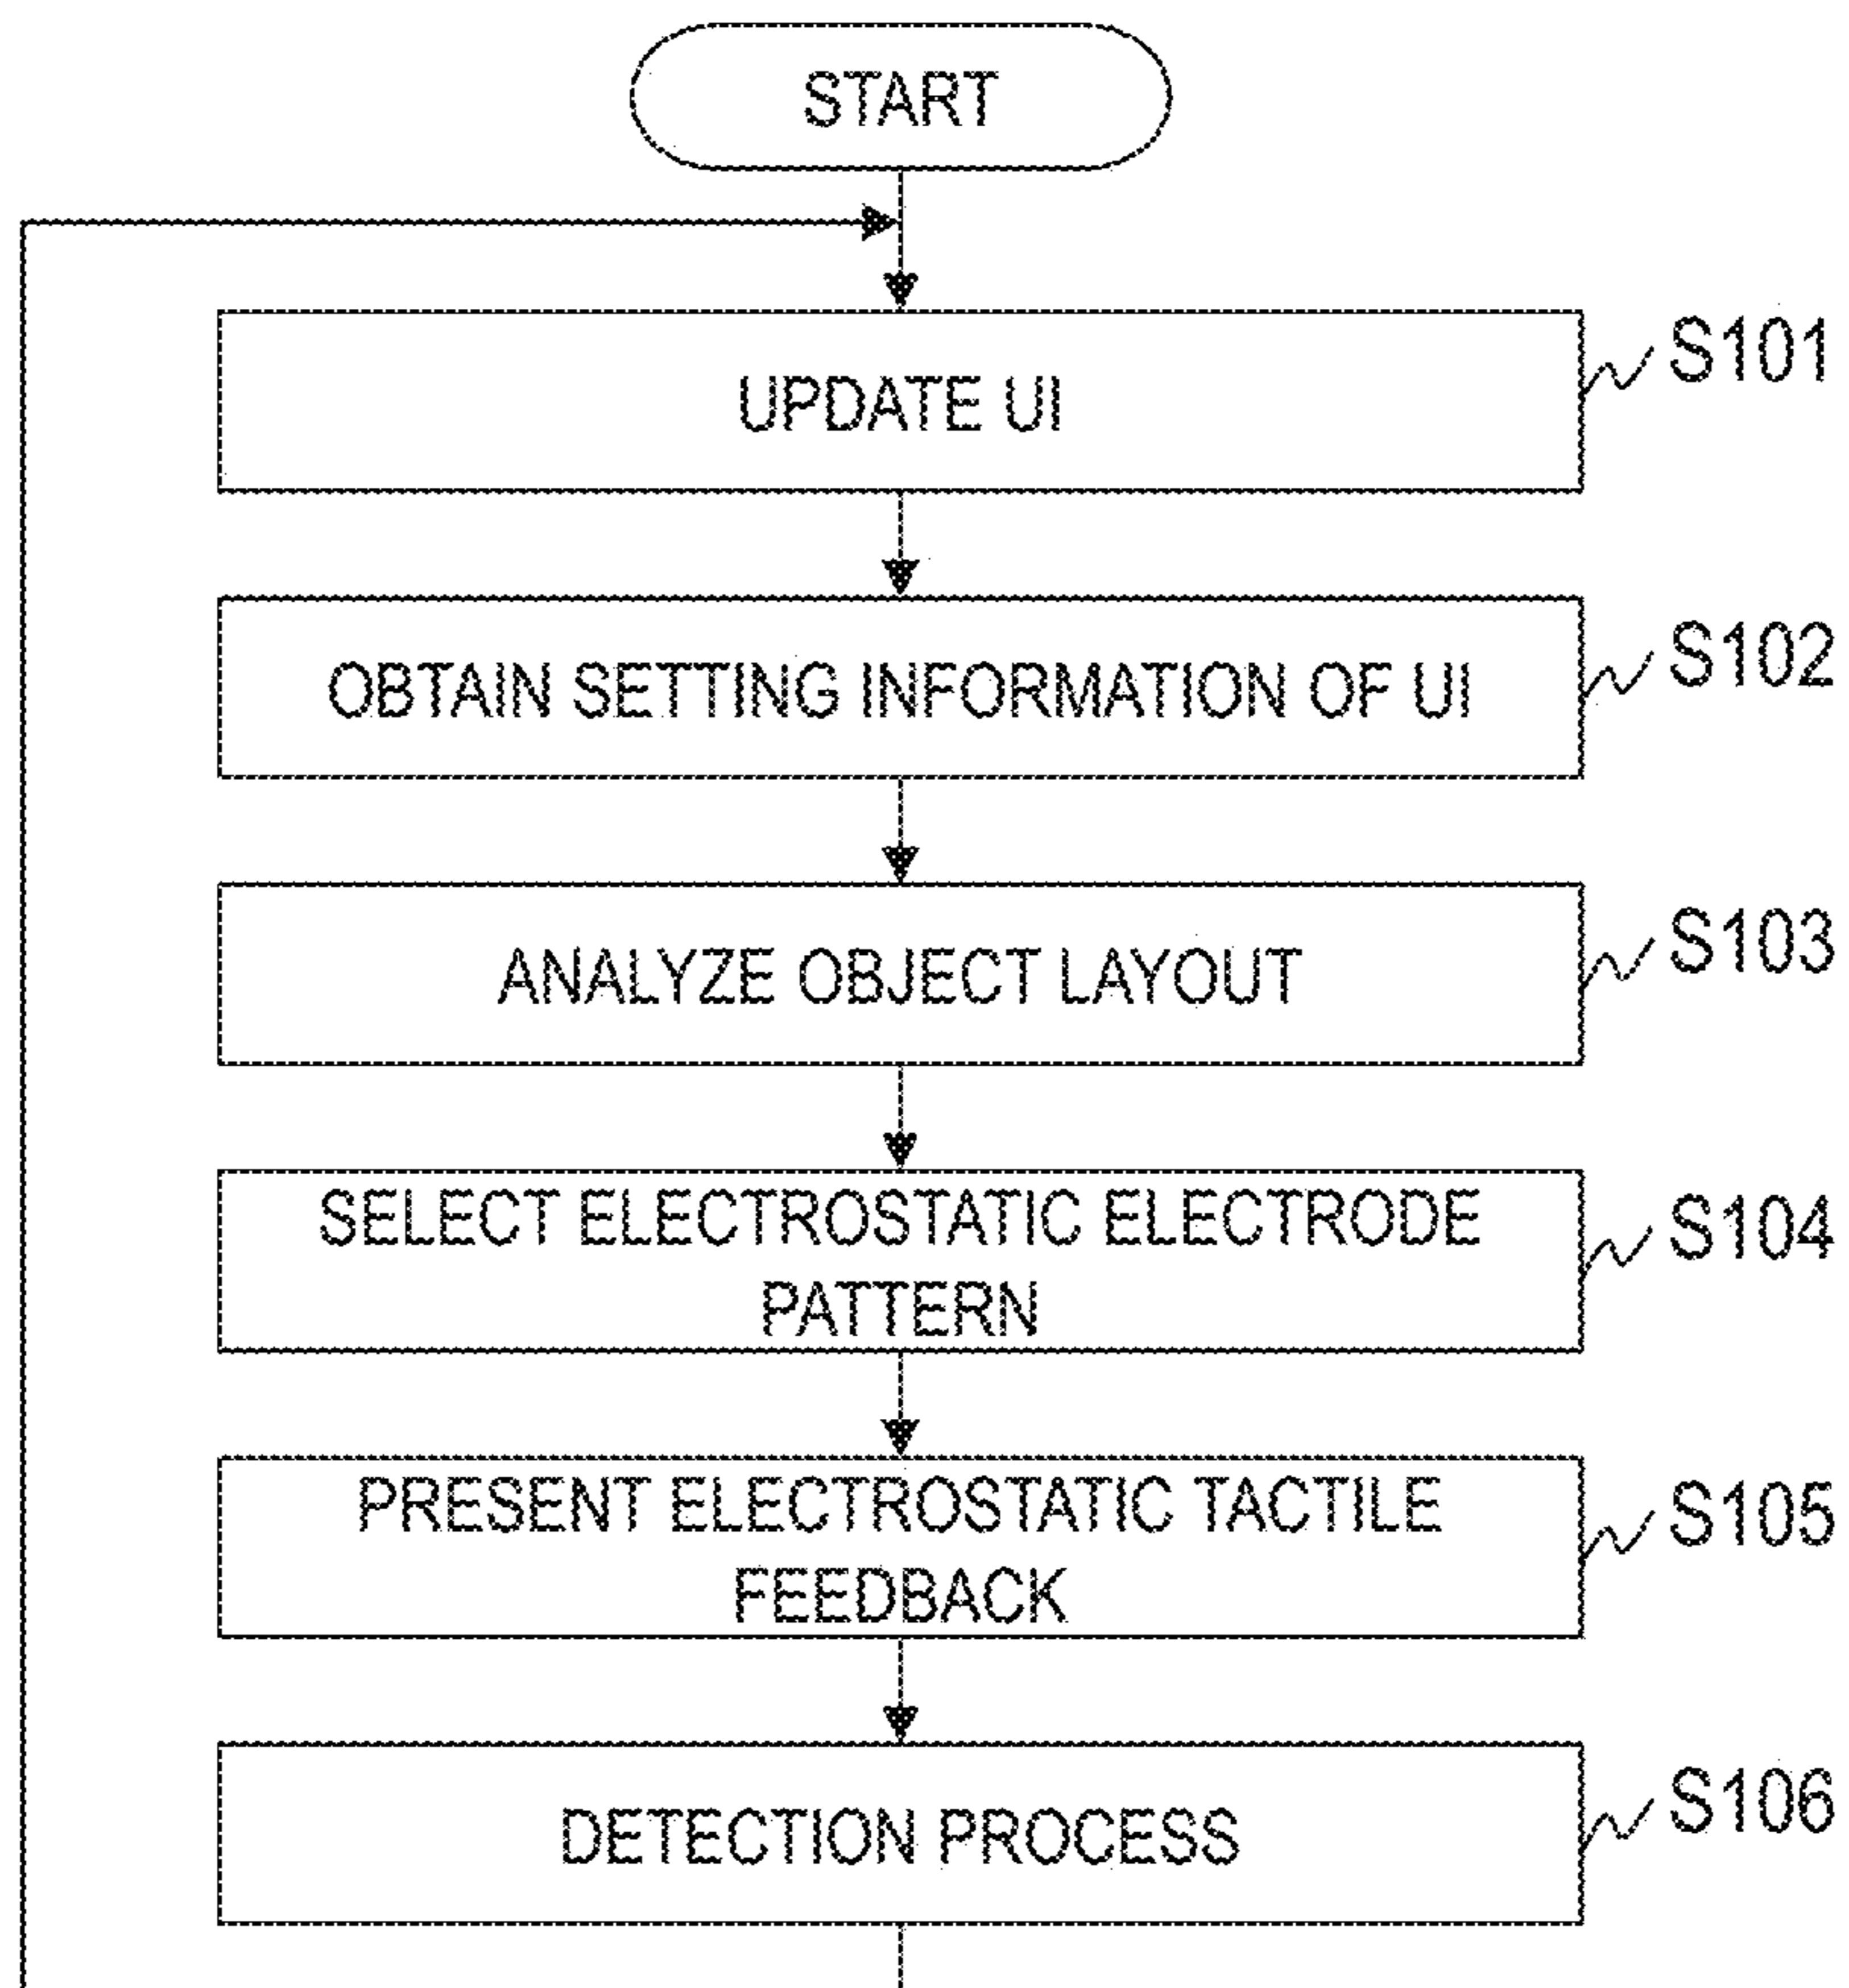 START
UPDATE UI
S101
OBTAIN SETTING INFORMATION OF UI
S102
ANALYZE OBJECT LAYOUT
S103
SELECT ELECTROSTATIC ELECTRODE
PATTERN
S104
PRESENT ELECTROSTATIC TACTILE
FEEDBACK
S105
DETECTION PROCESS
S106